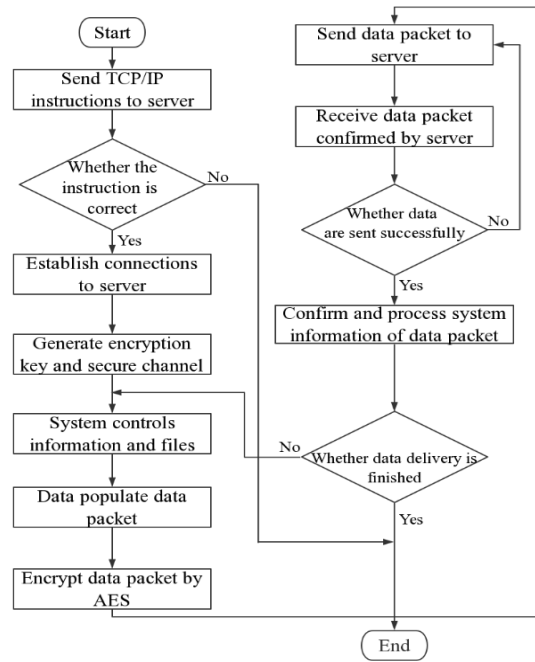 Start
Send TCP/IP
instructions to server
Whether the
instruction is
correct
No
Yes
Establish connections
to server
Generate encryption
key and secure channel
System controls
information and files
Data populate data
packet
Encrypt data packet by
AES
Send data packet to
server
Receive data packet
confirmed by server
Whether data
are sent successfully
No
Yes
Confirm and process system
information of data packet
No
Whether data delivery is
finished
Yes
End